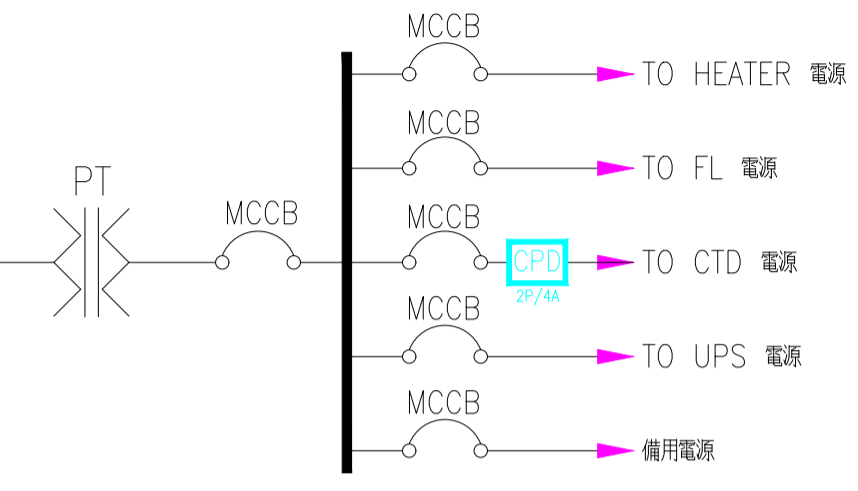 MCCB
TO HEATER 電源
MCCB
TO FL 電源
PT
MCCB
MCCB
CPD
2P/4A
TO CTD 電源
MCCB
TO UPS 電源
MCCB
備用電源